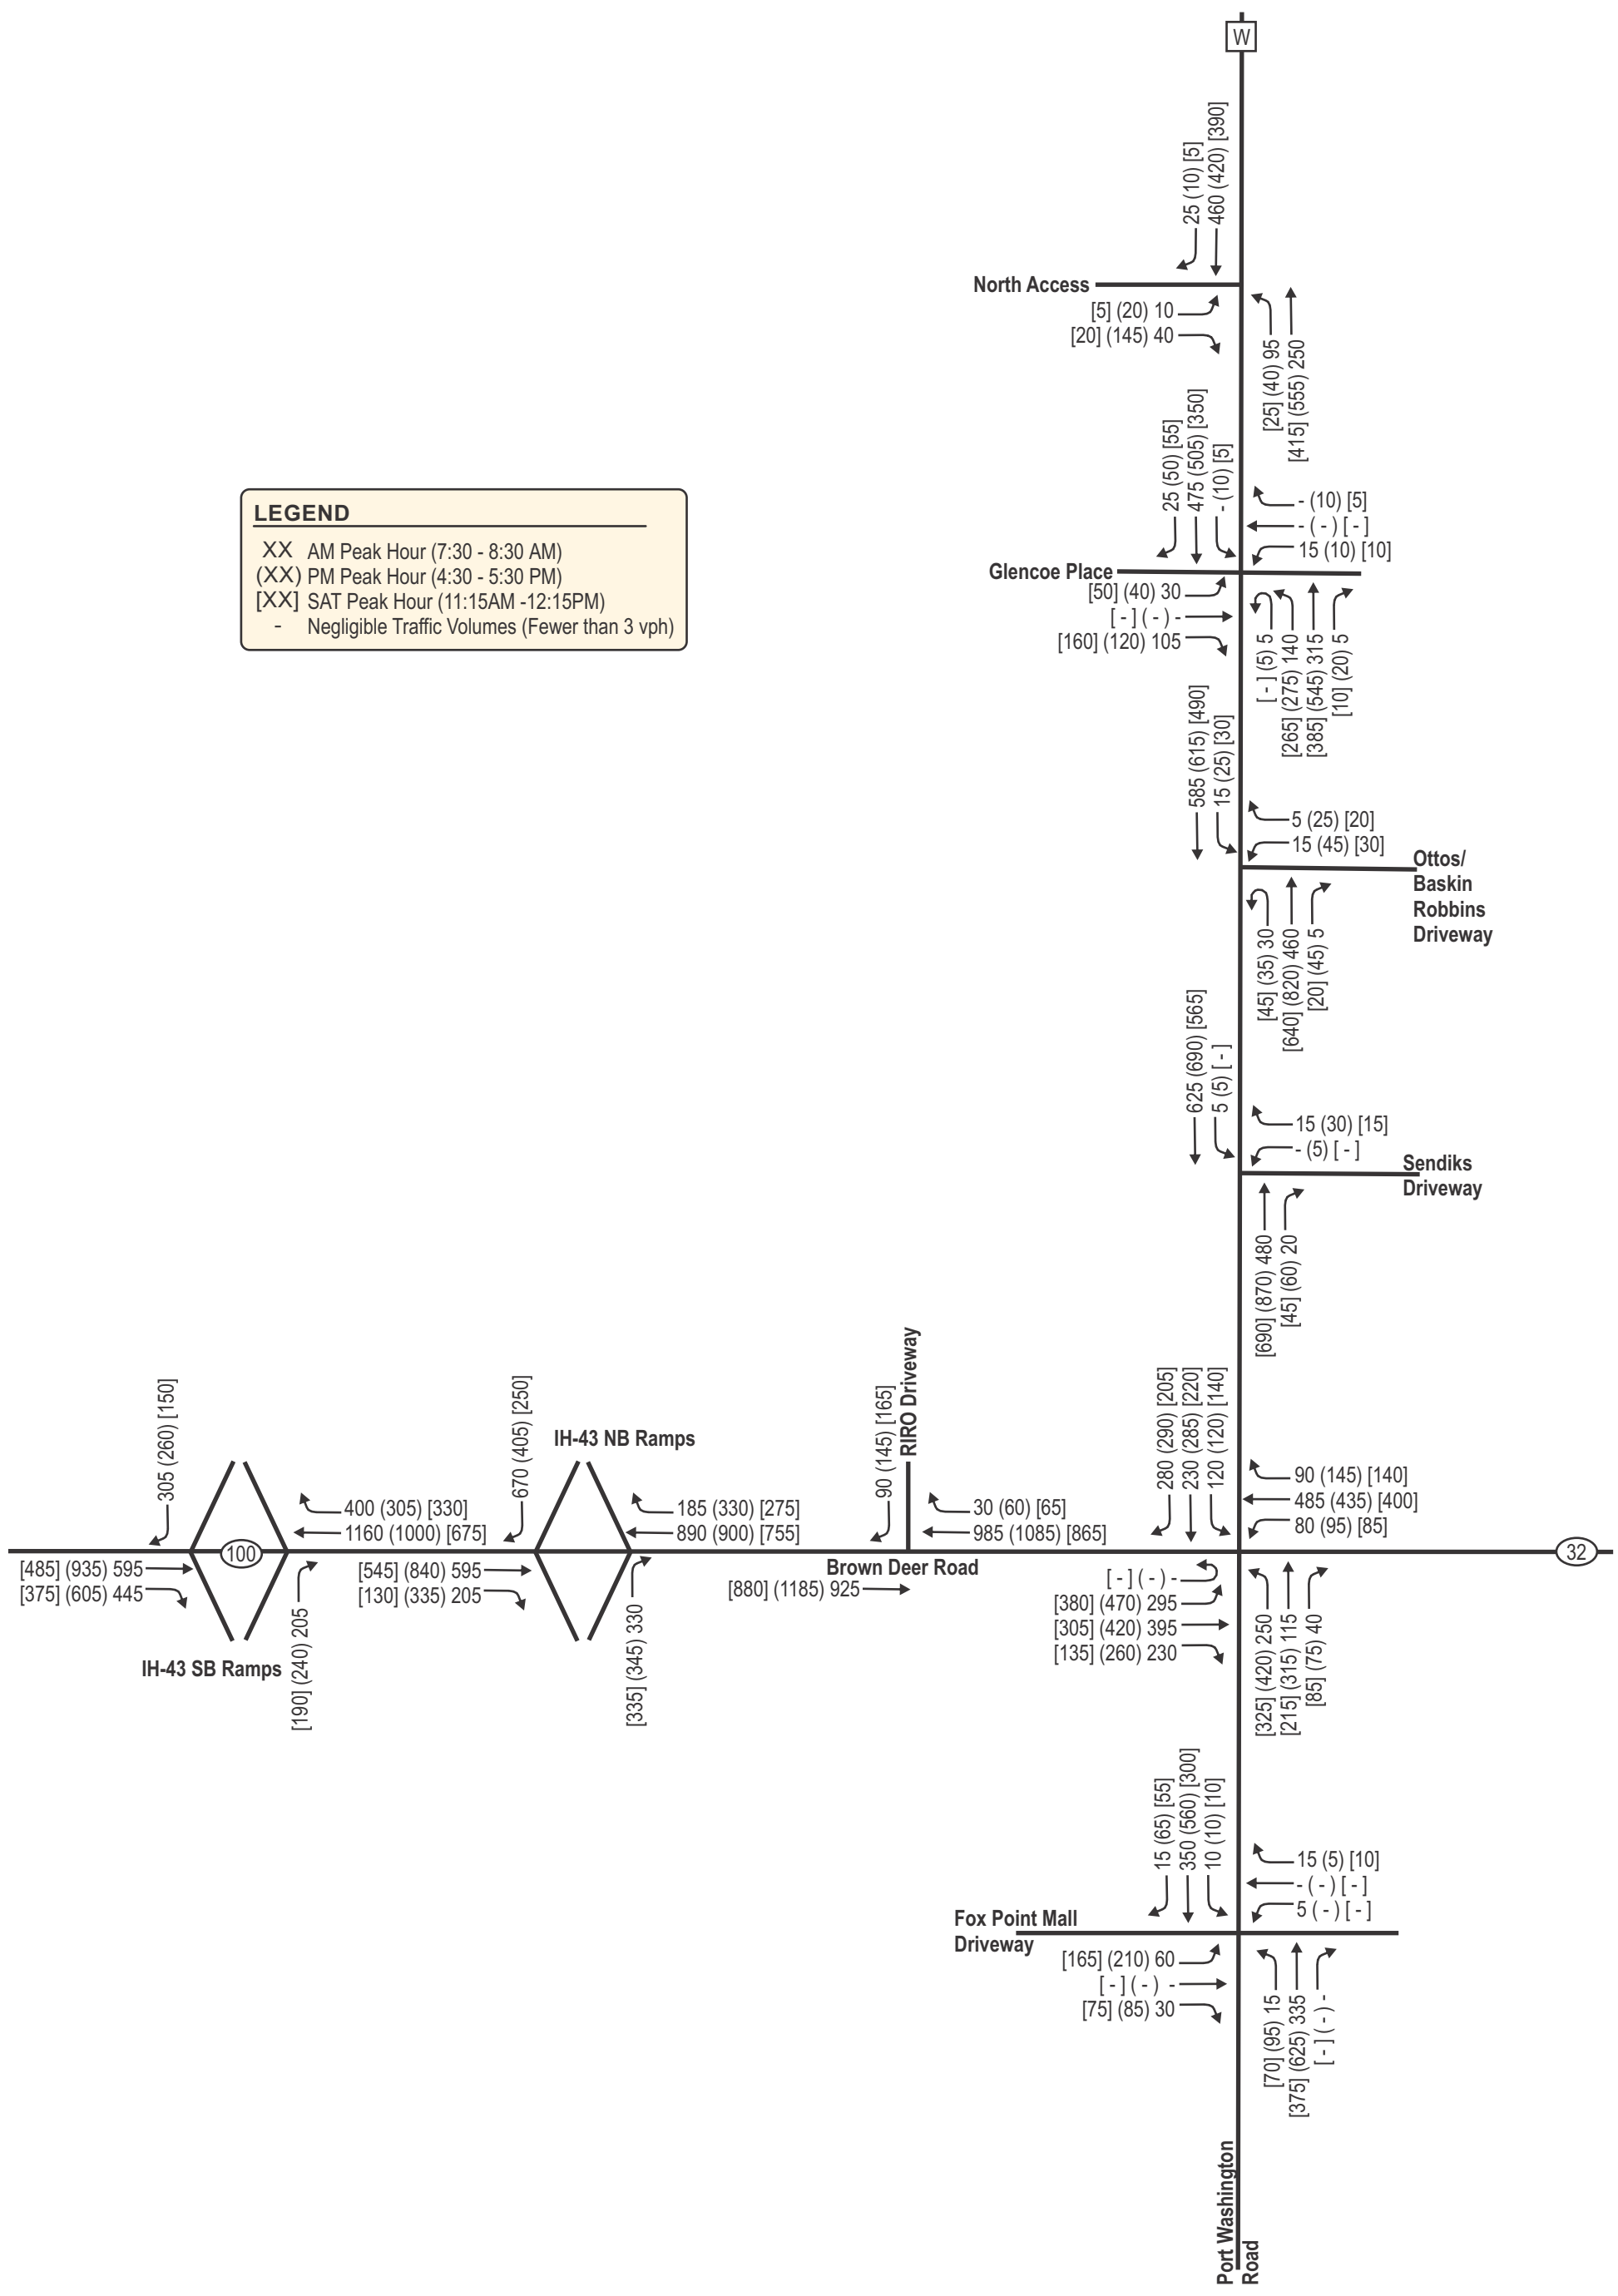 W
25 (10) [5]
460 (420) [390]
North Access
[5] (20) 10
[20] (145) 40
[25] (40) 95
[415] (555) 250
25 (50) [55]
475 (505) [350]
- (10) [5]
- (10) [5]
- ( - ) [ - ]
15 (10) [10]
Glencoe Place
[50] (40) 30
[ - ] ( - ) -
[160] (120) 105
[ - ] (5) 5
[265] (275) 140
[385] (545) 315
[10] (20) 5
LEGEND
XX AM Peak Hour (7:30 - 8:30 AM)
(XX) PM Peak Hour (4:30 - 5:30 PM)
[XX] SAT Peak Hour (11:15AM -12:15PM)
- Negligible Traffic Volumes (Fewer than 3 vph)
585 (615) [490]
15 (25) [30]
5 (25) [20]
15 (45) [30]
Ottos/
Baskin
Robbins
Driveway
[45] (35) 30
[640] (820) 460
[20] (45) 5
625 (690) [565]
5 (5) [ - ]
15 (30) [15]
- (5) [ - ]
Sendiks
Driveway
[690] (870) 480
[45] (60) 20
305 (260) [150]
400 (305) [330]
1160 (1000) [675]
100
[485] (935) 595
[375] (605) 445
IH-43 SB Ramps
[190] (240) 205
670 (405) [250]
IH-43 NB Ramps
185 (330) [275]
890 (900) [755]
[545] (840) 595
[130] (335) 205
[335] (345) 330
90 (145) [165]
RIRO Driveway
30 (60) [65]
985 (1085) [865]
Brown Deer Road
[880] (1185) 925
280 (290) [205]
230 (285) [220]
120 (120) [140]
90 (145) [140]
485 (435) [400]
80 (95) [85]
32
[ - ] ( - ) -
[380] (470) 295
[305] (420) 395
[135] (260) 230
[325] (420) 250
[215] (315) 115
[85] (75) 40
15 (65) [55]
350 (560) [300]
10 (10) [10]
15 (5) [10]
- ( - ) [ - ]
5 ( - ) [ - ]
Fox Point Mall
Driveway
[165] (210) 60
[ - ] ( - ) -
[75] (85) 30
[70] (95) 15
[375] (625) 335
[ - ] ( - ) -
Port Washington
Road